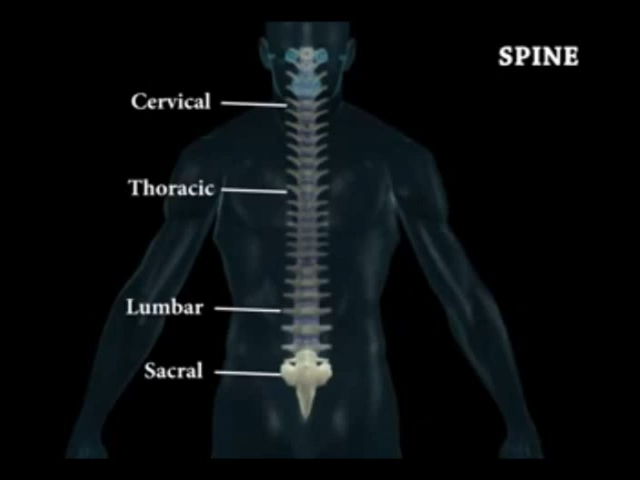 SPINE
Cervical
Thoracic
Lumbar
Sacral